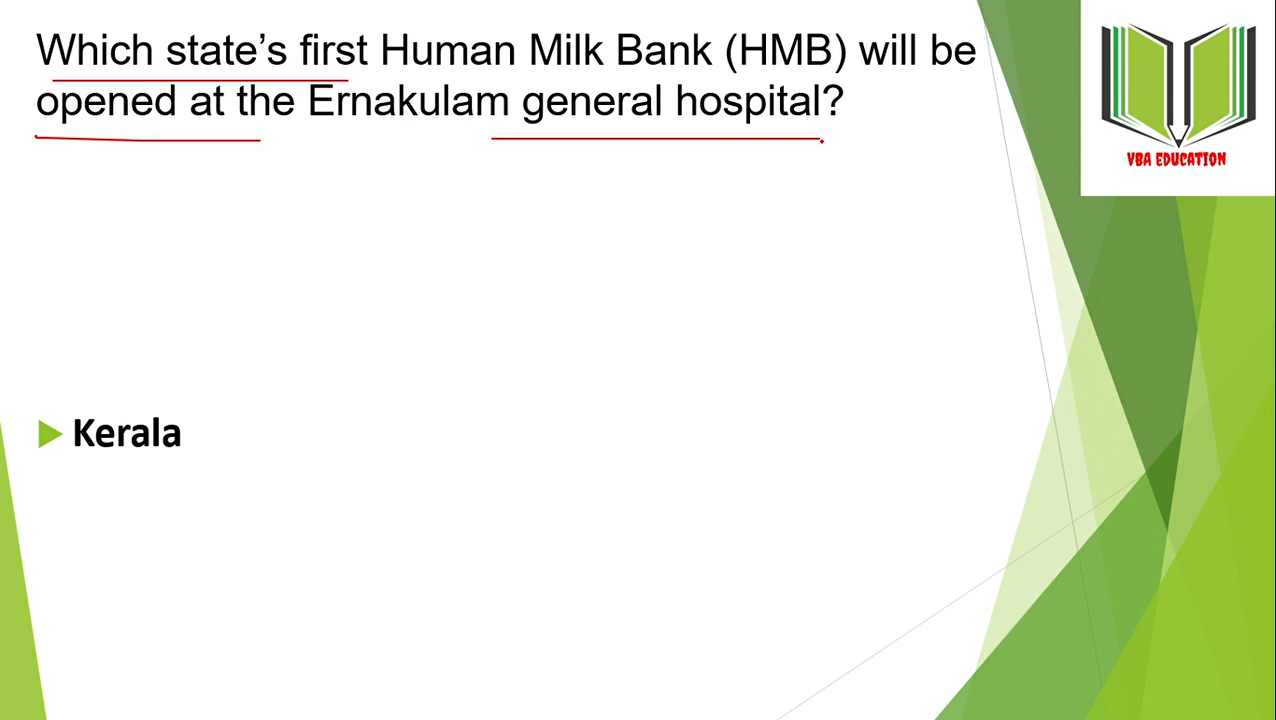 Which state’s first Human Milk Bank (HMB) will be
opened at the Ernakulam general hospital?
VBA EDUCATION
Kerala